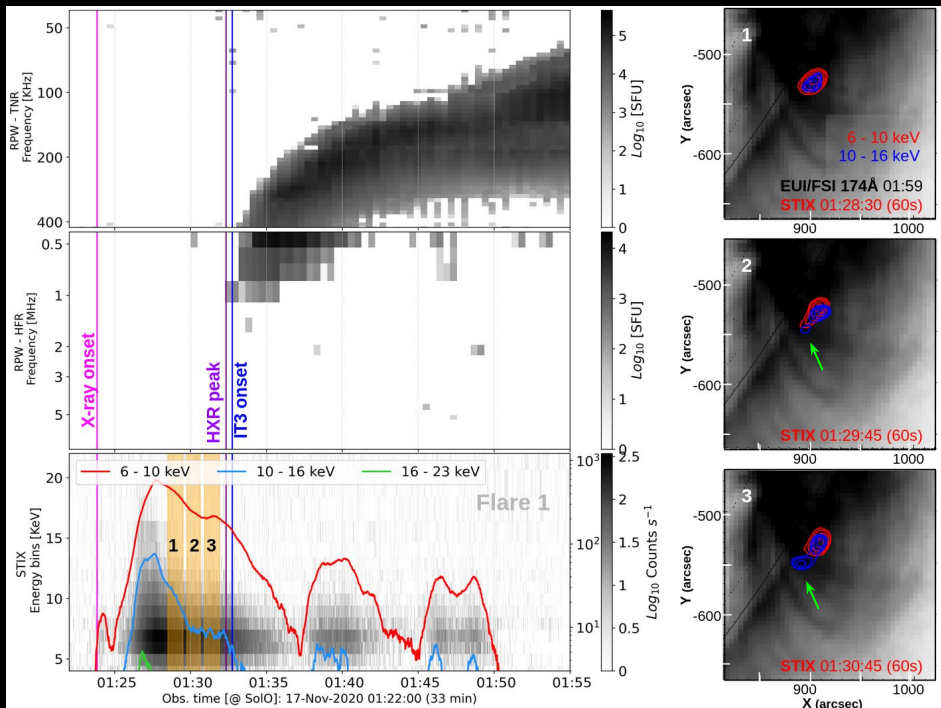 50
100
200
400
RPW - TNR
Frequency [KHz]
5
4
3
2
1
0
Log10 [SFU]
0.5
1
2
3
5
RPW - HFR
Frequency [MHz]
4
3
2
1
0
Log10 [SFU]
X-ray onset
HXR peak
IT3 onset
6 - 10 keV
10 - 16 keV
16 - 23 keV
Flare 1
1 2 3
20
15
10
5
STIX
Energy bins [KeV]
10³
10²
10¹
2.5
2
1.5
1
0.5
0
Log10 Counts s⁻¹
01:25
01:30
01:35
01:40
01:45
01:50
01:55
Obs. time [@ SolO]: 17-Nov-2020 01:22:00 (33 min)
1
-500
-600
Y (arcsec)
6 - 10 keV
10 - 16 keV
EUI/FSI 174Å 01:59
STIX 01:28:30 (60s)
900
1000
2
-500
-600
Y (arcsec)
STIX 01:29:45 (60s)
900
1000
3
-500
-600
Y (arcsec)
STIX 01:30:45 (60s)
900
1000
X (arcsec)